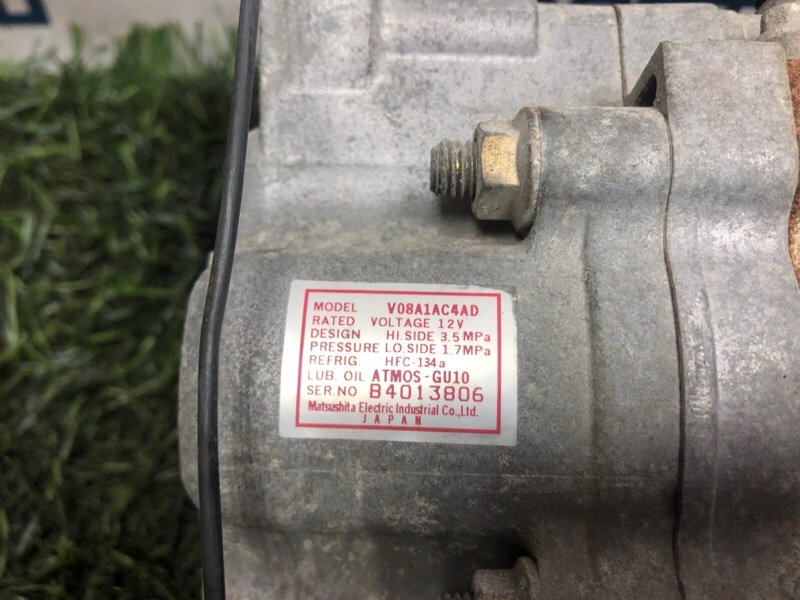 MODEL V08A1AC4AD
RATED VOLTAGE 12V
DESIGN HI.SIDE 3.5MPa
PRESSURE LO.SIDE 1.7MPa
REFRIG. HFC-134a
LUB. OIL ATMOS-GU10
SER.NO B4013806
Matsushita Electric Industrial Co.,Ltd.
JAPAN